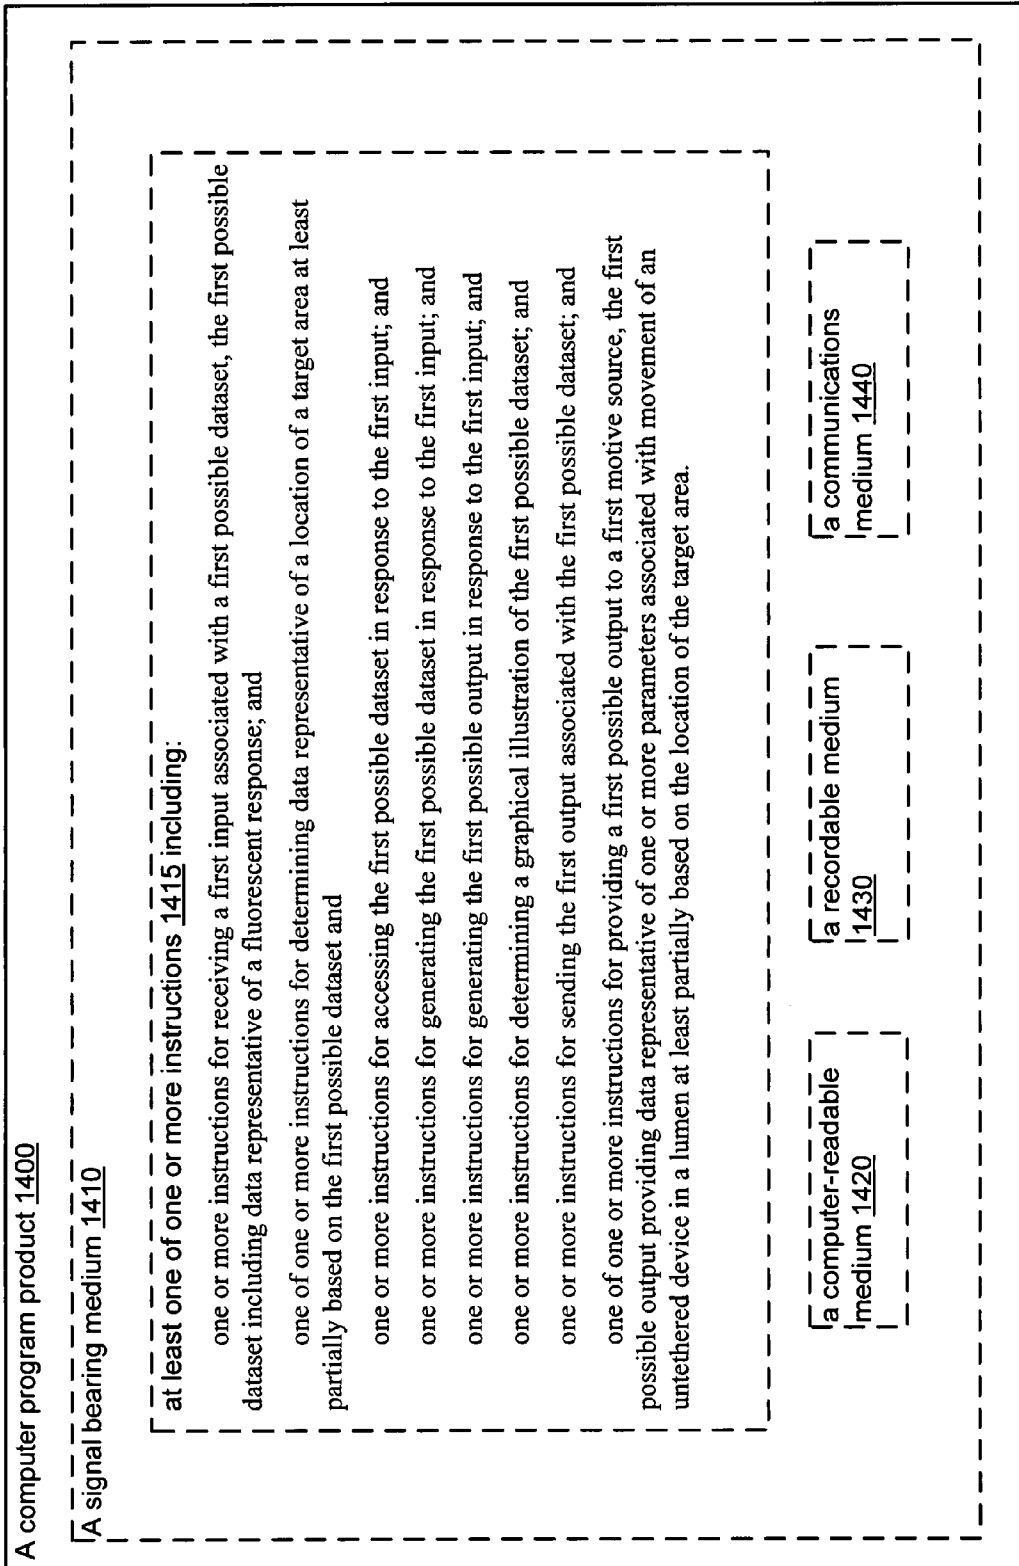 A computer program product 1400
A signal bearing medium 1410
at least one of one or more instructions 1415 including:
one or more instructions for receiving a first input associated with a first possible dataset, the first possible
dataset including data representative of a fluorescent response; and
one of one or more instructions for determining data representative of a location of a target area at least
partially based on the first possible dataset and
one or more instructions for accessing the first possible dataset in response to the first input; and
one or more instructions for generating the first possible dataset in response to the first input; and
one or more instructions for generating the first possible output in response to the first input; and
one or more instructions for determining a graphical illustration of the first possible dataset; and
one or more instructions for sending the first output associated with the first possible dataset; and
one of one or more instructions for providing a first possible output to a first motive source, the first
possible output providing data representative of one or more parameters associated with movement of an
untethered device in a lumen at least partially based on the location of the target area.
a computer-readable
medium 1420
a recordable medium
1430
a communications
medium 1440